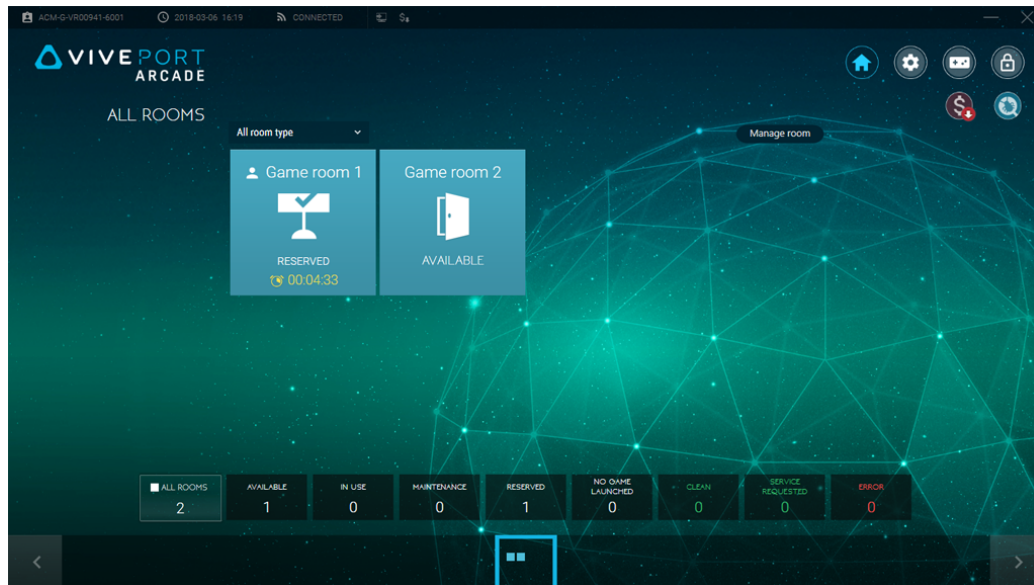 ACM-G-VR00941-6001 2018-03-06 16:19 CONNECTED
VIVEPORT
ARCADE
ALL ROOMS
All room type
Manage room
Game room 1
RESERVED
00:04:33
Game room 2
AVAILABLE
ALL ROOMS
2
AVAILABLE
1
IN USE
0
MAINTENANCE
0
RESERVED
1
NO GAME
LAUNCHED
0
CLEAN
0
SERVICE
REQUESTED
0
ERROR
0